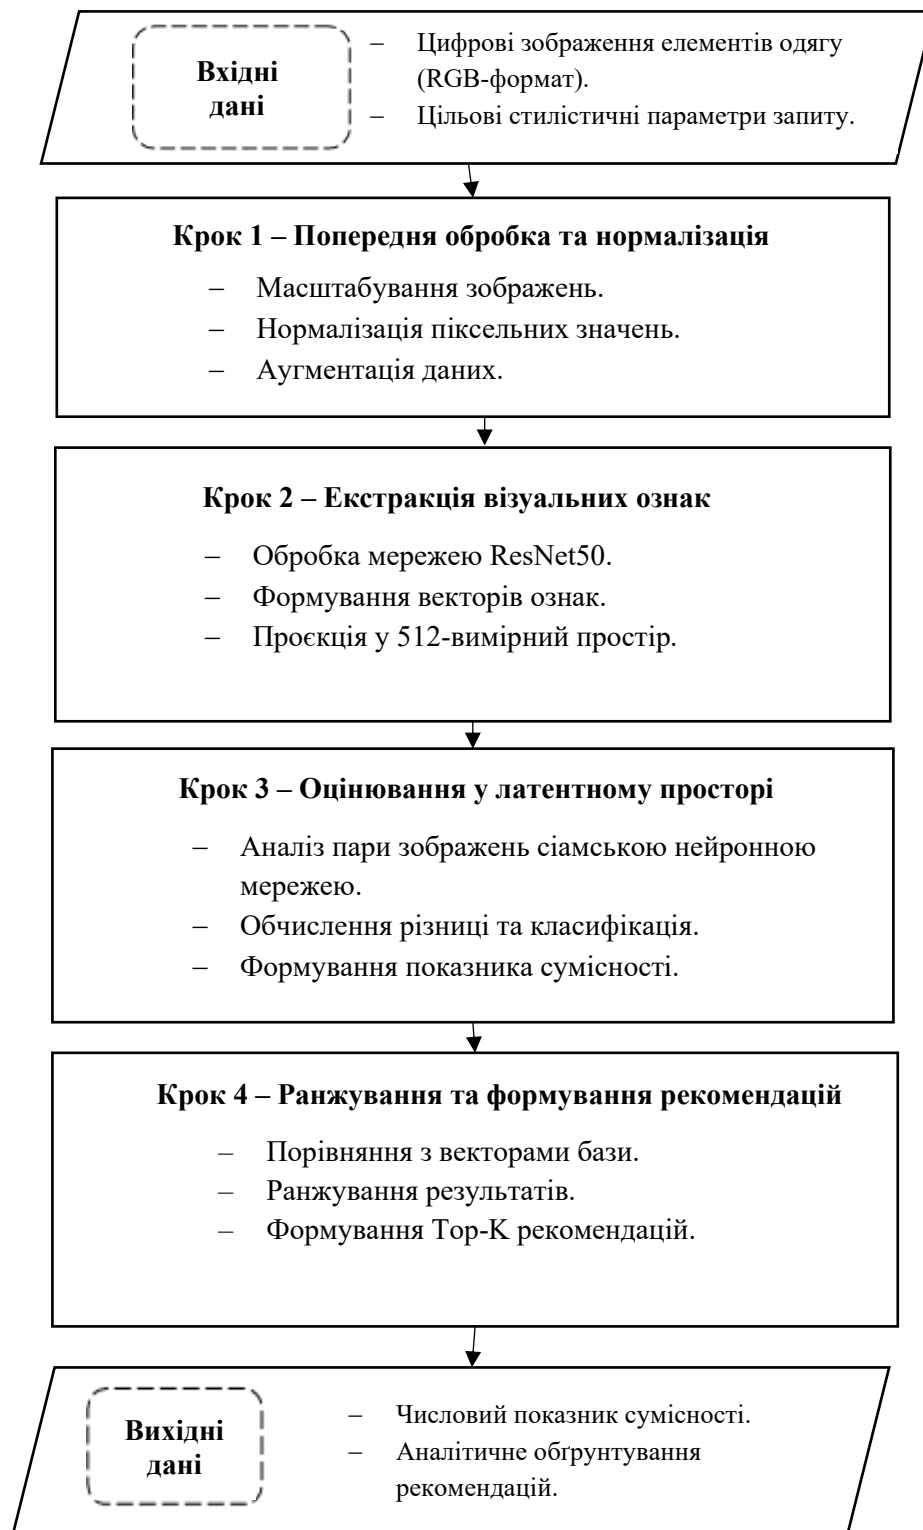 Вхідні
дані
– Цифрові зображення елементів одягу
(RGB-формат).
– Цільові стилістичні параметри запиту.
Крок 1 – Попередня обробка та нормалізація
– Масштабування зображень.
– Нормалізація піксельних значень.
– Аугментація даних.
Крок 2 – Екстракція візуальних ознак
– Обробка мережею ResNet50.
– Формування векторів ознак.
– Проєкція у 512-вимірний простір.
Крок 3 – Оцінювання у латентному просторі
– Аналіз пари зображень сіамською нейронною
мережею.
– Обчислення різниці та класифікація.
– Формування показника сумісності.
Крок 4 – Ранжування та формування рекомендацій
– Порівняння з векторами бази.
– Ранжування результатів.
– Формування Top-K рекомендацій.
Вихідні
дані
– Числовий показник сумісності.
– Аналітичне обґрунтування
рекомендацій.